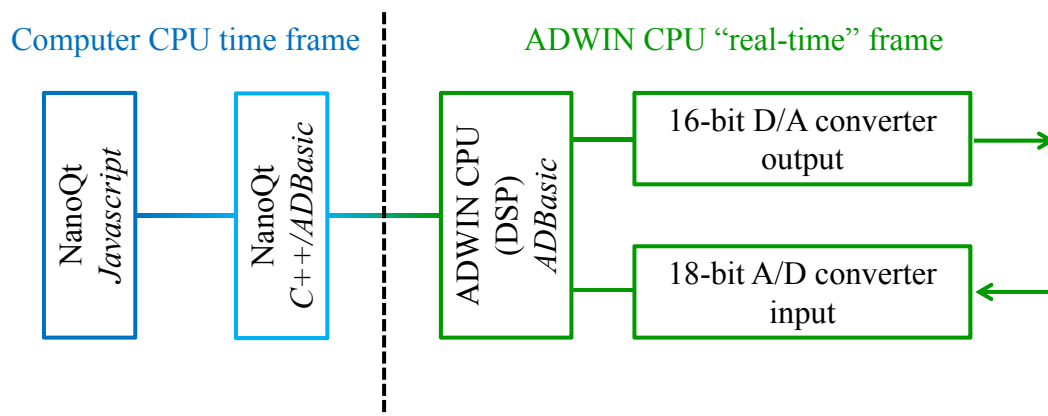 Computer CPU time frame
ADWIN CPU “real-time” frame
NanoQt
Javascript
NanoQt
C++/ADBasic
ADWIN CPU
(DSP)
ADBasic
16-bit D/A converter
output
18-bit A/D converter
input